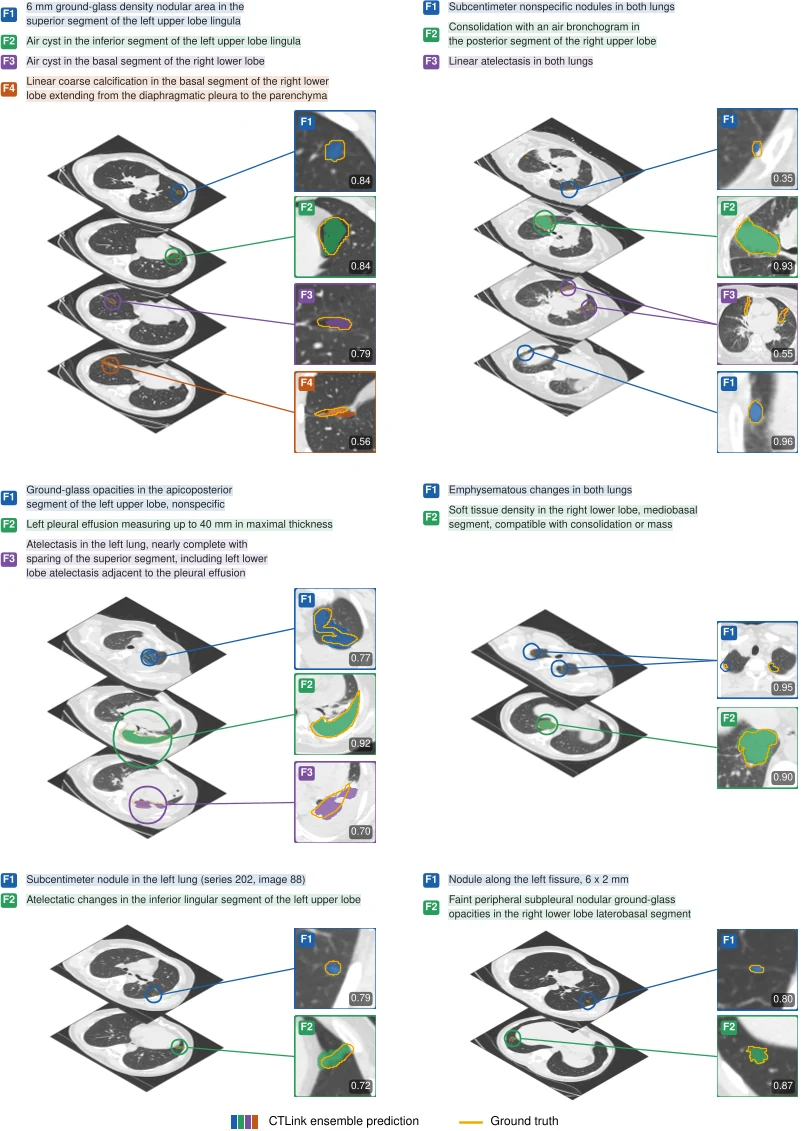 F1 6 mm ground-glass density nodular area in the
superior segment of the left upper lobe lingula
F2 Air cyst in the inferior segment of the left upper lobe lingula
F3 Air cyst in the basal segment of the right lower lobe
F4 Linear coarse calcification in the basal segment of the right lower
lobe extending from the diaphragmatic pleura to the parenchyma
F1
0.84
F2
0.84
F3
0.79
F4
0.56
F1 Subcentimeter nonspecific nodules in both lungs
F2 Consolidation with an air bronchogram in
the posterior segment of the right upper lobe
F3 Linear atelectasis in both lungs
F1
0.35
F2
0.93
F3
0.55
F1
0.96
F1 Ground-glass opacities in the apicoposterior
segment of the left upper lobe, nonspecific
F2 Left pleural effusion measuring up to 40 mm in maximal thickness
F3 Atelectasis in the left lung, nearly complete with
sparing of the superior segment, including left lower
lobe atelectasis adjacent to the pleural effusion
F1
0.77
F2
0.92
F3
0.70
F1 Emphysematous changes in both lungs
F2 Soft tissue density in the right lower lobe, mediobasal
segment, compatible with consolidation or mass
F1
0.95
F2
0.90
F1 Subcentimeter nodule in the left lung (series 202, image 88)
F2 Atelectatic changes in the inferior lingular segment of the left upper lobe
F1
0.79
F2
0.72
F1 Nodule along the left fissure, 6 x 2 mm
F2 Faint peripheral subpleural nodular ground-glass
opacities in the right lower lobe laterobasal segment
F1
0.80
F2
0.87
CTLink ensemble prediction
Ground truth